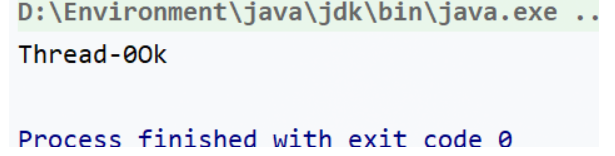 D:\Environment\java\jdk\bin\java.exe ..
Thread-0Ok
Process finished with exit code 0